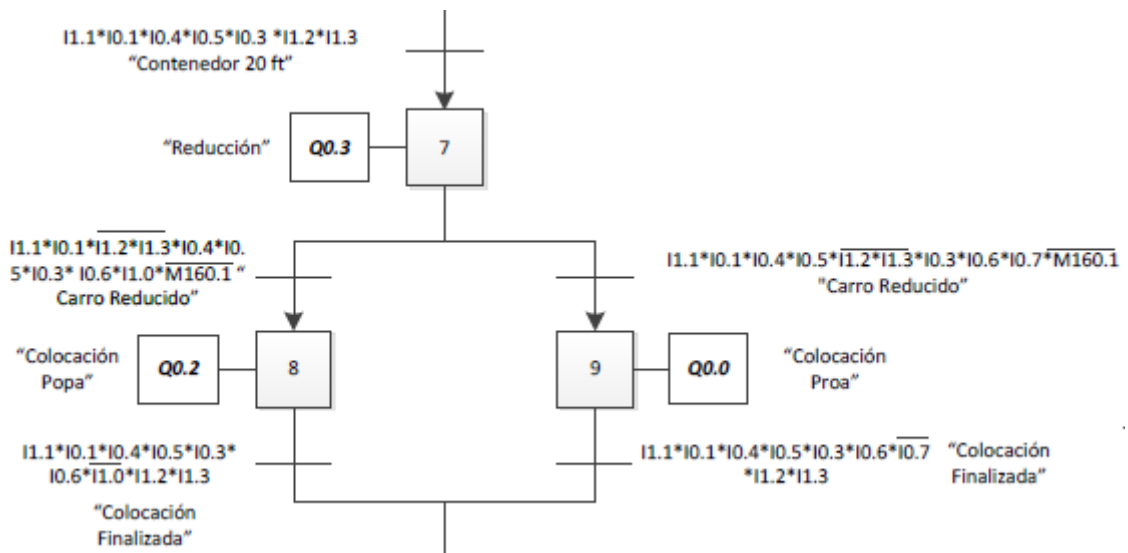 I1.1*I0.1*I0.4*I0.5*I0.3 *I1.2*I1.3
“Contenedor 20 ft”
“Reducción”
Q0.3
7
I1.1*I0.1*I1.2*I1.3*I0.4*I0.
5*I0.3* I0.6*I1.0*M160.1 “
Carro Reducido”
I1.1*I0.1*I0.4*I0.5*I1.2*I1.3*I0.3*I0.6*I0.7*M160.1
"Carro Reducido”
“Colocación
Popa”
Q0.2
8
9
Q0.0
“Colocación
Proa”
I1.1*I0.1*I0.4*I0.5*I0.3*
I0.6*I1.0*I1.2*I1.3
“Colocación
Finalizada”
I1.1*I0.1*I0.4*I0.5*I0.3*I0.6*I0.7
*I1.2*I1.3
“Colocación
Finalizada”